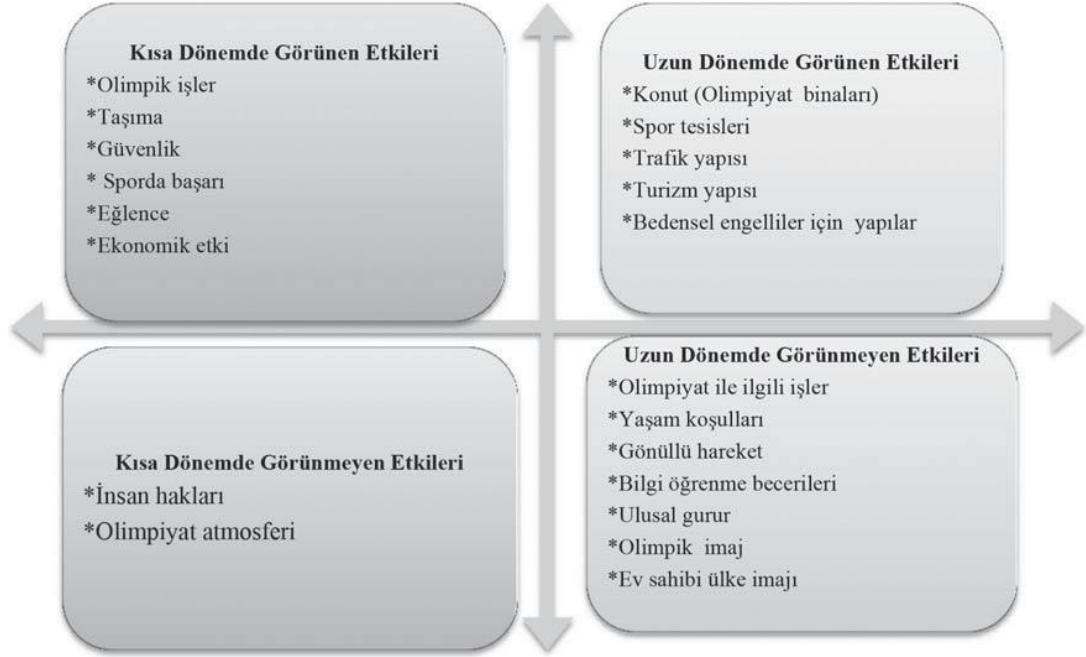 Kısa Dönemde Görünen Etkileri
*Olimpik işler
*Taşıma
*Güvenlik
* Sporda başarı
*Eğlence
*Ekonomik etki
Uzun Dönemde Görünen Etkileri
*Konut (Olimpiyat binaları)
*Spor tesisleri
*Trafik yapısı
*Turizm yapısı
*Bedensel engelliler için yapılar
Kısa Dönemde Görünmeyen Etkileri
*İnsan hakları
*Olimpiyat atmosferi
Uzun Dönemde Görünmeyen Etkileri
*Olimpiyat ile ilgili işler
*Yaşam koşulları
*Gönüllü hareket
*Bilgi öğrenme becerileri
*Ulusal gurur
*Olimpik imaj
*Ev sahibi ülke imajı